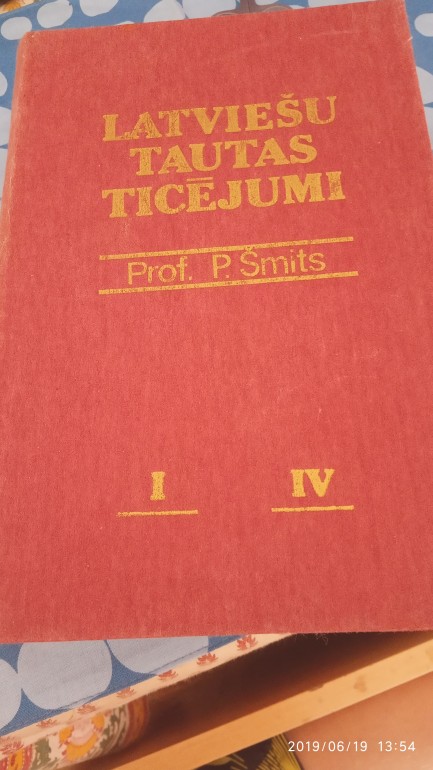 LATVIEŠU
TAUTAS
TICĒJUMI
Prof. P. Šmits
I IV
2019/06/19 13:54